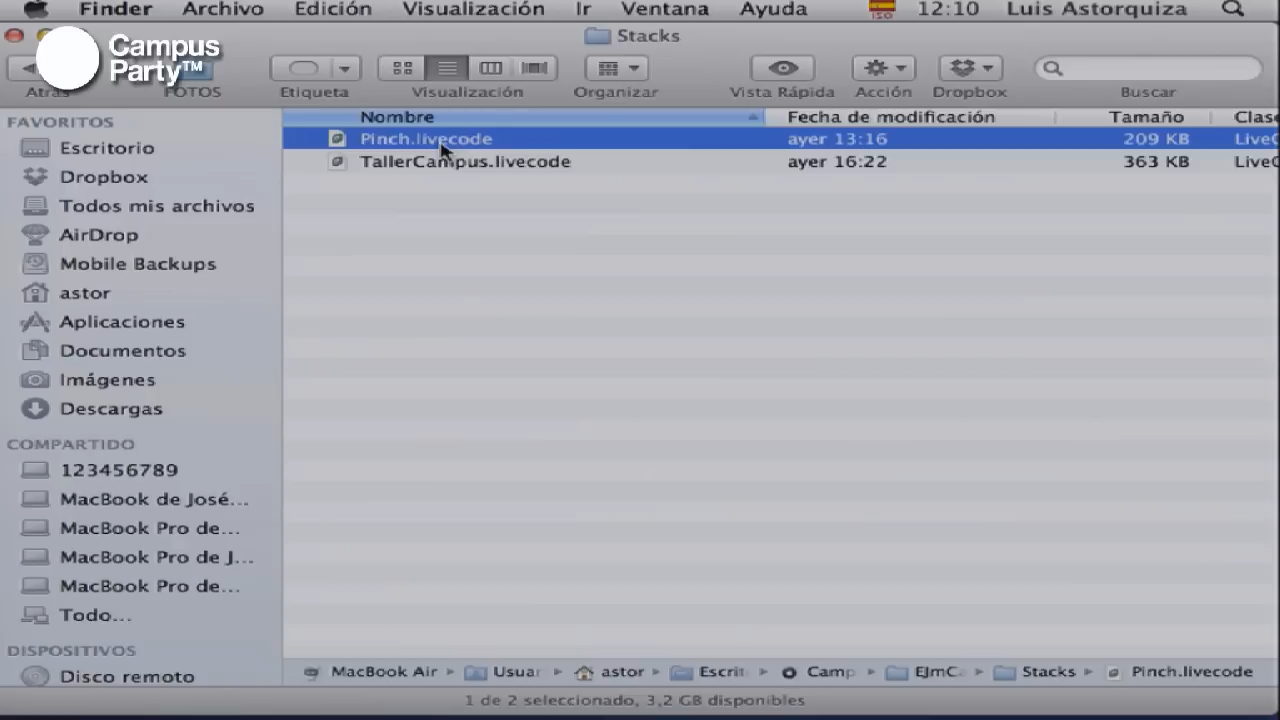 Finder Archivo Edición Visualización Ir Ventana Ayuda ISO 12:10 Luis Astorquiza
Campus
Party™
Stacks
Atrás FOTOS Etiqueta Visualización Organizar Vista Rápida Acción Dropbox Buscar
Nombre Fecha de modificación Tamaño Clase
Pinch.livecode ayer 13:16 209 KB LiveC
TallerCampus.livecode ayer 16:22 363 KB LiveC
FAVORITOS
Escritorio
Dropbox
Todos mis archivos
AirDrop
Mobile Backups
astor
Aplicaciones
Documentos
Imágenes
Descargas
COMPARTIDO
123456789
MacBook de José...
MacBook Pro de...
MacBook Pro de J...
MacBook Pro de...
Todo...
DISPOSITIVOS
Disco remoto
MacBook Air Usuar astor Escrit Camp EJmCa Stacks Pinch.livecode
1 de 2 seleccionado, 3,2 GB disponibles